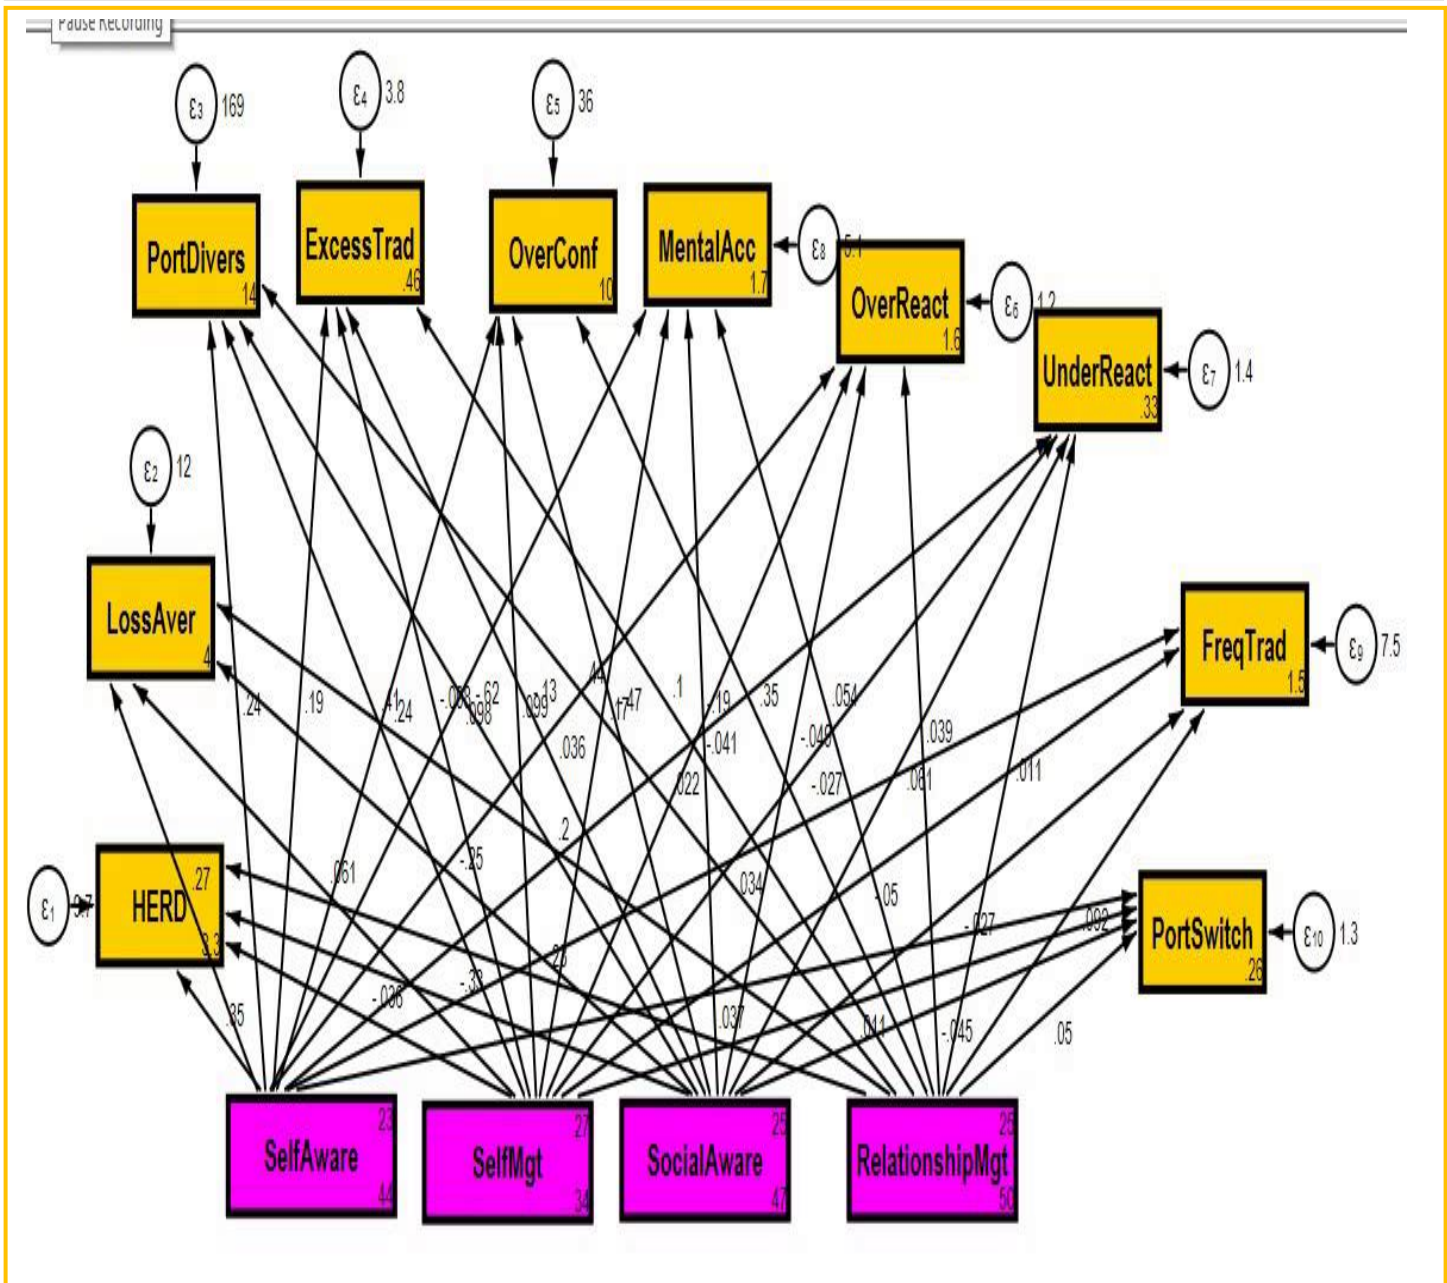 Pause Recording
ε3 169
ε4 3.8
ε5 36
PortDivers
14
ExcessTrad
.46
OverConf
10
MentalAcc
1.7
ε8 5.1
OverReact
1.6
ε6 1.2
UnderReact
.33
ε7 1.4
ε2 12
LossAver
4
FreqTrad
1.5
ε9 7.5
.24
.19
.41
.24
.62
.098
.099
.13
.44
.17
.47
.1
-.19
.35
.054
.036
-.041
.022
-.027
.039
.061
.011
.2
-.25
.061
.034
-.05
ε1
.27
HERD
3.3
-.027
.092
PortSwitch
.26
ε10 1.3
.35
-.036
-.33
.037
.011
-.045
.05
SelfAware
23
44
SelfMgt
27
34
SocialAware
25
47
RelationshipMgt
25
50